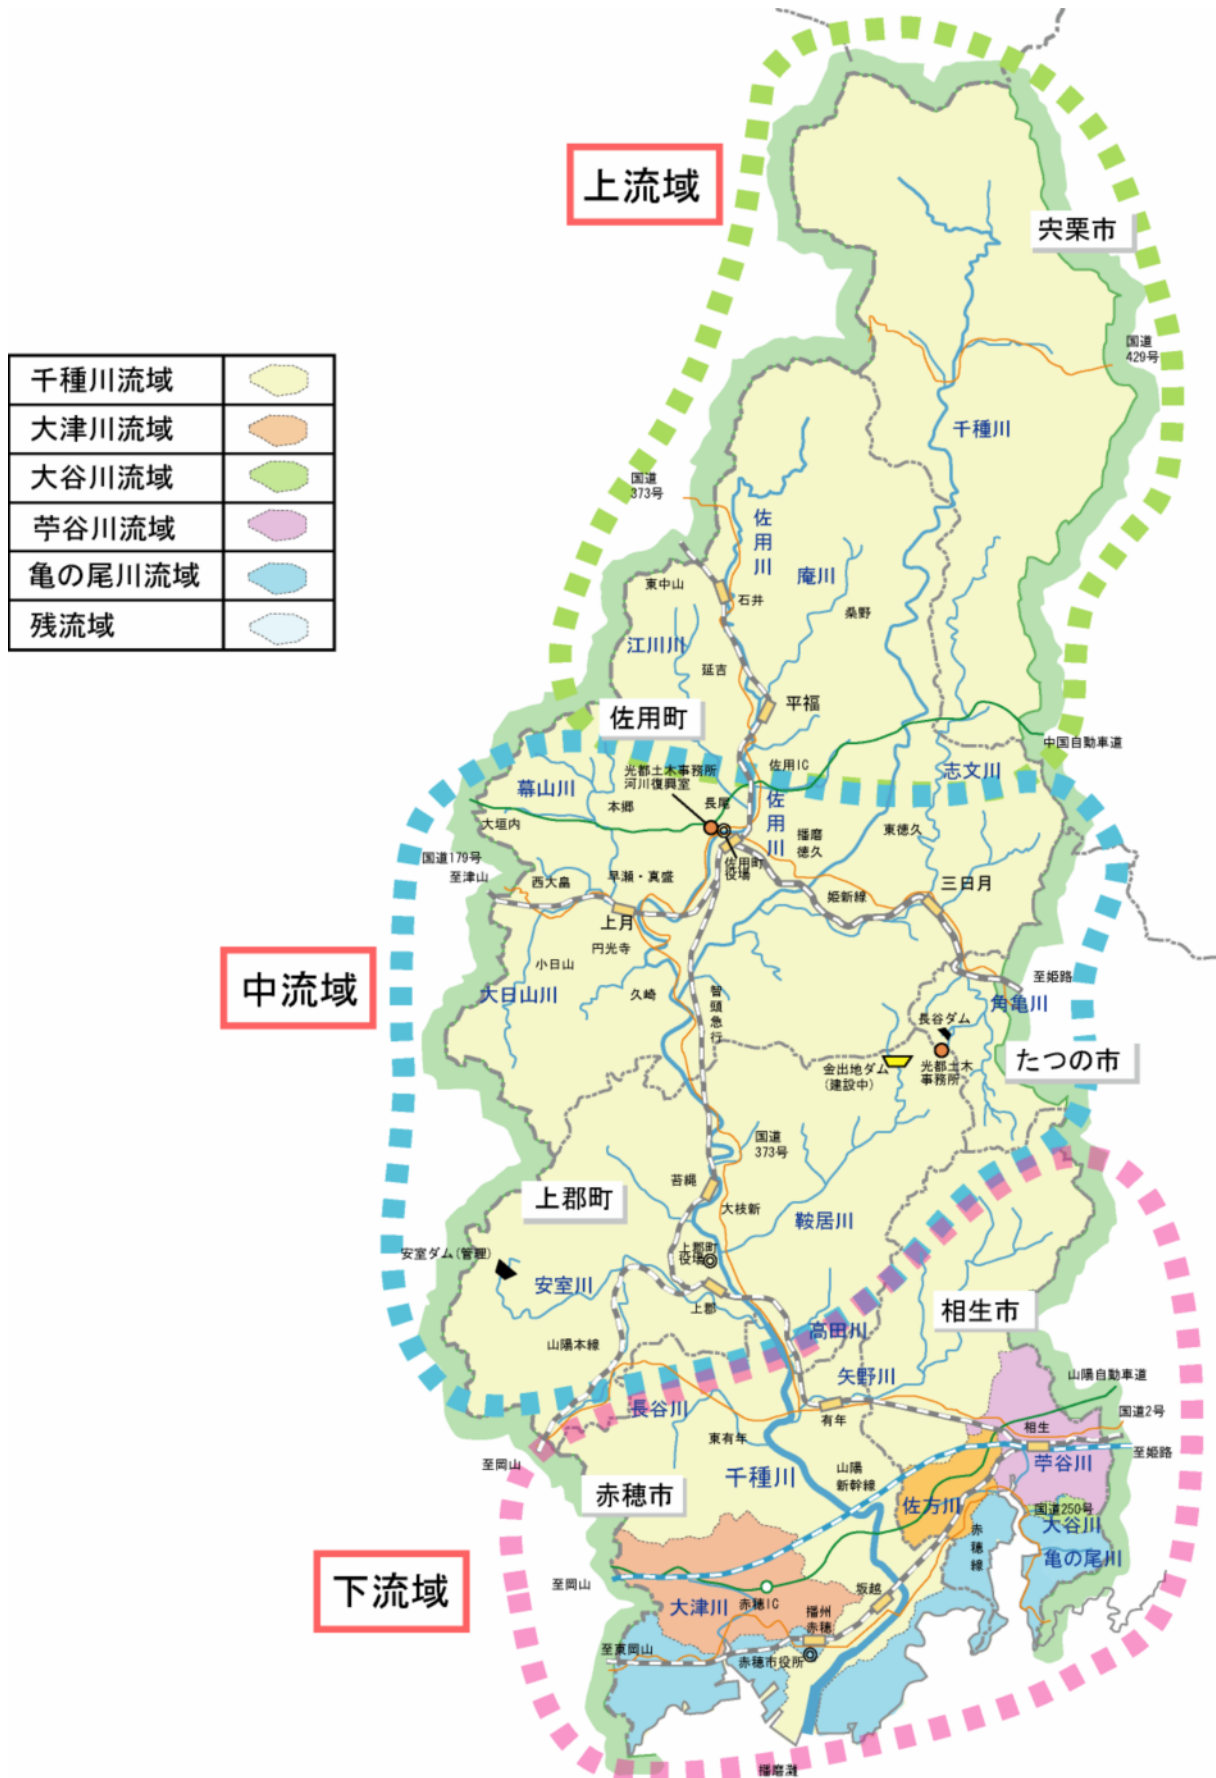 上流域
宍栗市
国道
429号
千種川流域
大津川流域
大谷川流域
苧谷川流域
亀の尾川流域
残流域
千種川
国道
373号
佐用川
庵川
東中山
石井
桑野
江川川
延吉
平福
佐用町
中国自動車道
佐用IC
志文川
光都土木事務所
河川復興室
幕山川
本郷
長尾
佐用川
大垣内
播磨
徳久
東徳久
国道179号
至津山
佐用町
役場
西大畠
早瀬・真盛
姫新線
三日月
上月
円光寺
中流域
小日山
大日山川
久崎
智頭急行
至姫路
角亀川
長谷ダム
金出地ダム
(建設中)
光都土木
事務所
たつの市
国道
373号
苔縄
上郡町
大枝新
鞍居川
安室ダム(管理)
上郡町
役場
安室川
上郡
相生市
高田川
山陽本線
矢野川
山陽自動車道
長谷川
国道2号
有年
相生
東有年
至岡山
千種川
山陽
新幹線
苧谷川
至姫路
赤穂市
佐方川
国道250号
大谷川
赤穂線
亀の尾川
下流域
至岡山
大津川
赤穂IC
坂越
播州
赤穂
至東岡山
赤穂市役所
播磨灘